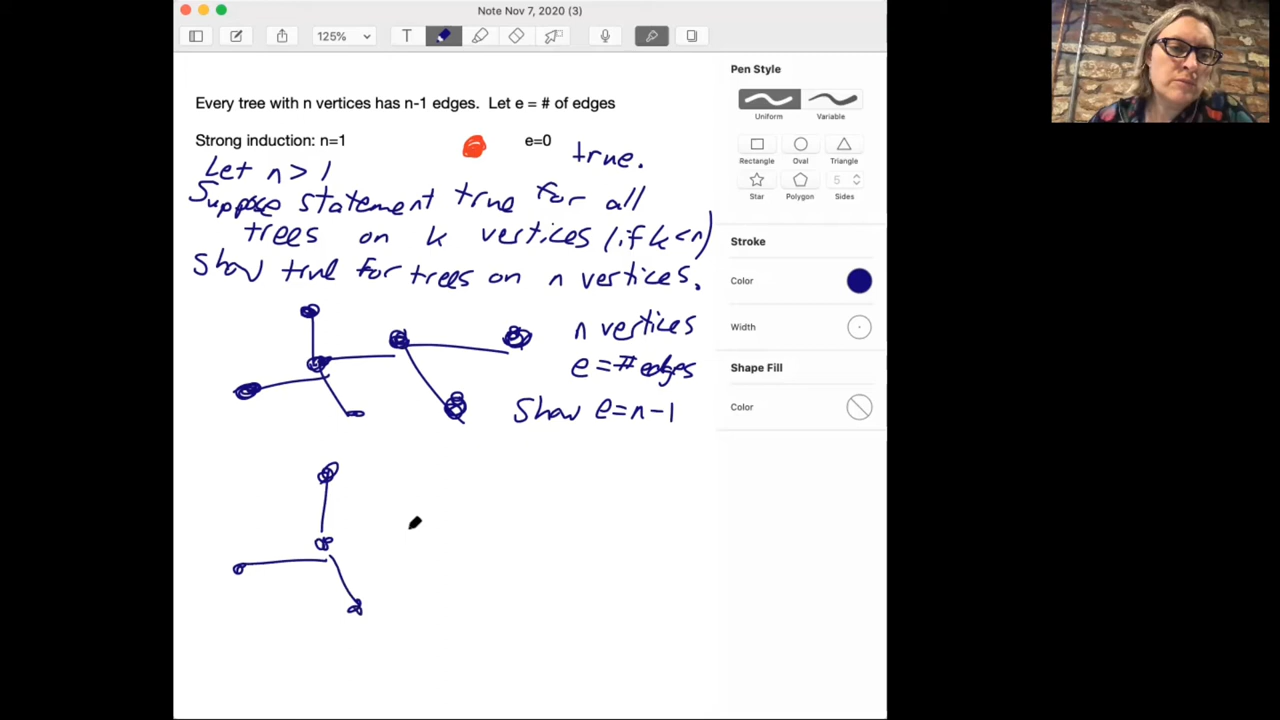 Note Nov 7, 2020 (3)
125%
T
Every tree with n vertices has n-1 edges. Let e = # of edges
Strong induction: n=1
e=0
true.
Let n > 1
Suppose statement true for all
trees on k vertices (if k < n)
Show true for trees on n vertices.
n vertices
e = # edges
Show e = n - 1
Pen Style
Uniform
Variable
Rectangle
Oval
Triangle
5
Star
Polygon
Sides
Stroke
Color
Width
Shape Fill
Color